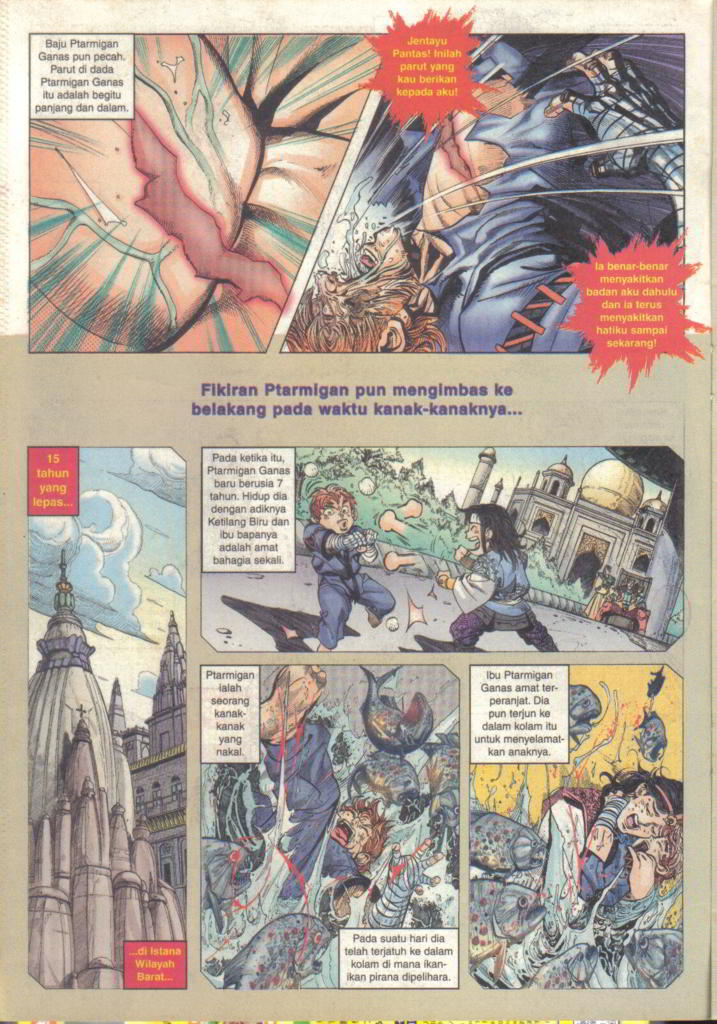 Baju Ptarmigan
Ganas pun pecah.
Parut di dada
Ptarmigan Ganas
itu adalah begitu
panjang dan dalam.
Jentayu
Pantas! Inilah
parut yang
kau berikan
kepada aku!
Ia benar-benar
menyakitkan
badan aku dahulu
dan ia terus
menyakitkan
hatiku sampai
sekarang!
Fikiran Ptarmigan pun mengimbas ke
belakang pada waktu kanak-kanaknya...
15
tahun
yang
lepas...
...di Istana
Wilayah
Barat...
Pada ketika itu,
Ptarmigan Ganas
baru berusia 7
tahun. Hidup dia
dengan adiknya
Ketilang Biru dan
ibu bapanya
adalah amat
bahagia sekali.
Ptarmigan
ialah
seorang
kanak-
kanak
yang
nakal.
Pada suatu hari dia
telah terjatuh ke dalam
kolam di mana ikan-
ikan pirana dipelihara.
Ibu Ptarmigan
Ganas amat ter-
peranjat. Dia
pun terjun ke
dalam kolam itu
untuk menyelamat-
kan anaknya.